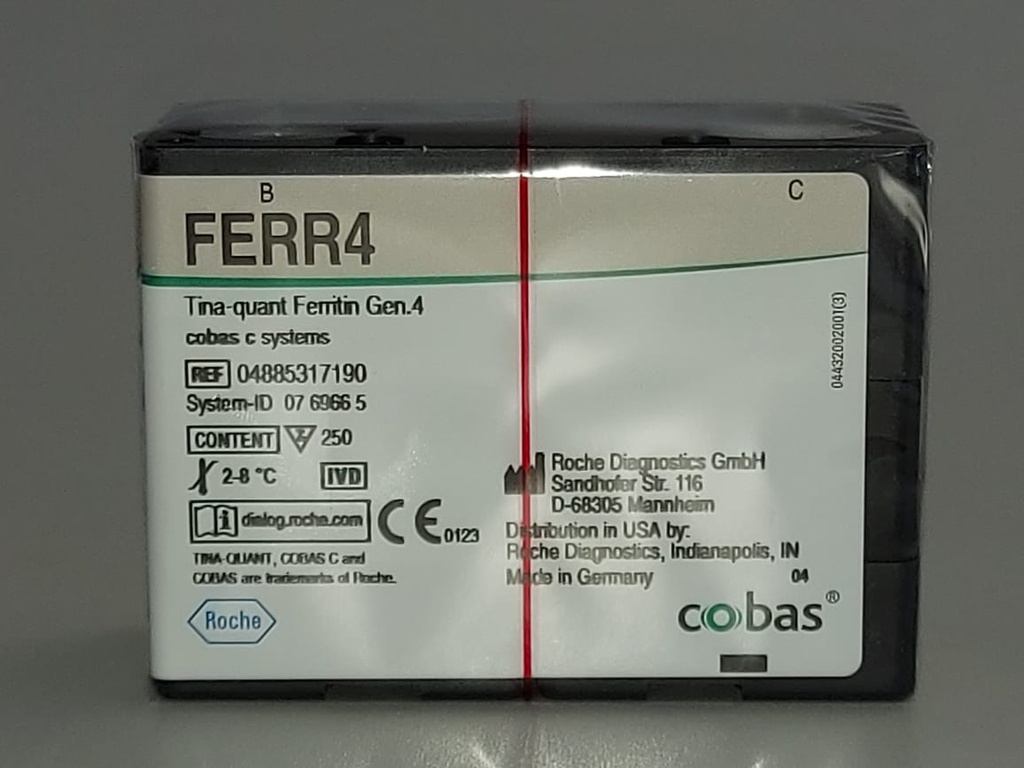 B
C
FERR4
Tina-quant Ferritin Gen.4
cobas c systems
REF 04885317190
System-ID 07 6966 5
CONTENT 250
2-8 °C IVD
dialog.roche.com CE 0123
TINA-QUANT, COBAS C and
COBAS are trademarks of Roche.
Roche
04432002001(3)
Roche Diagnostics GmbH
Sandhofer Str. 116
D-68305 Mannheim
Distribution in USA by:
Roche Diagnostics, Indianapolis, IN
Made in Germany 04
cobas®